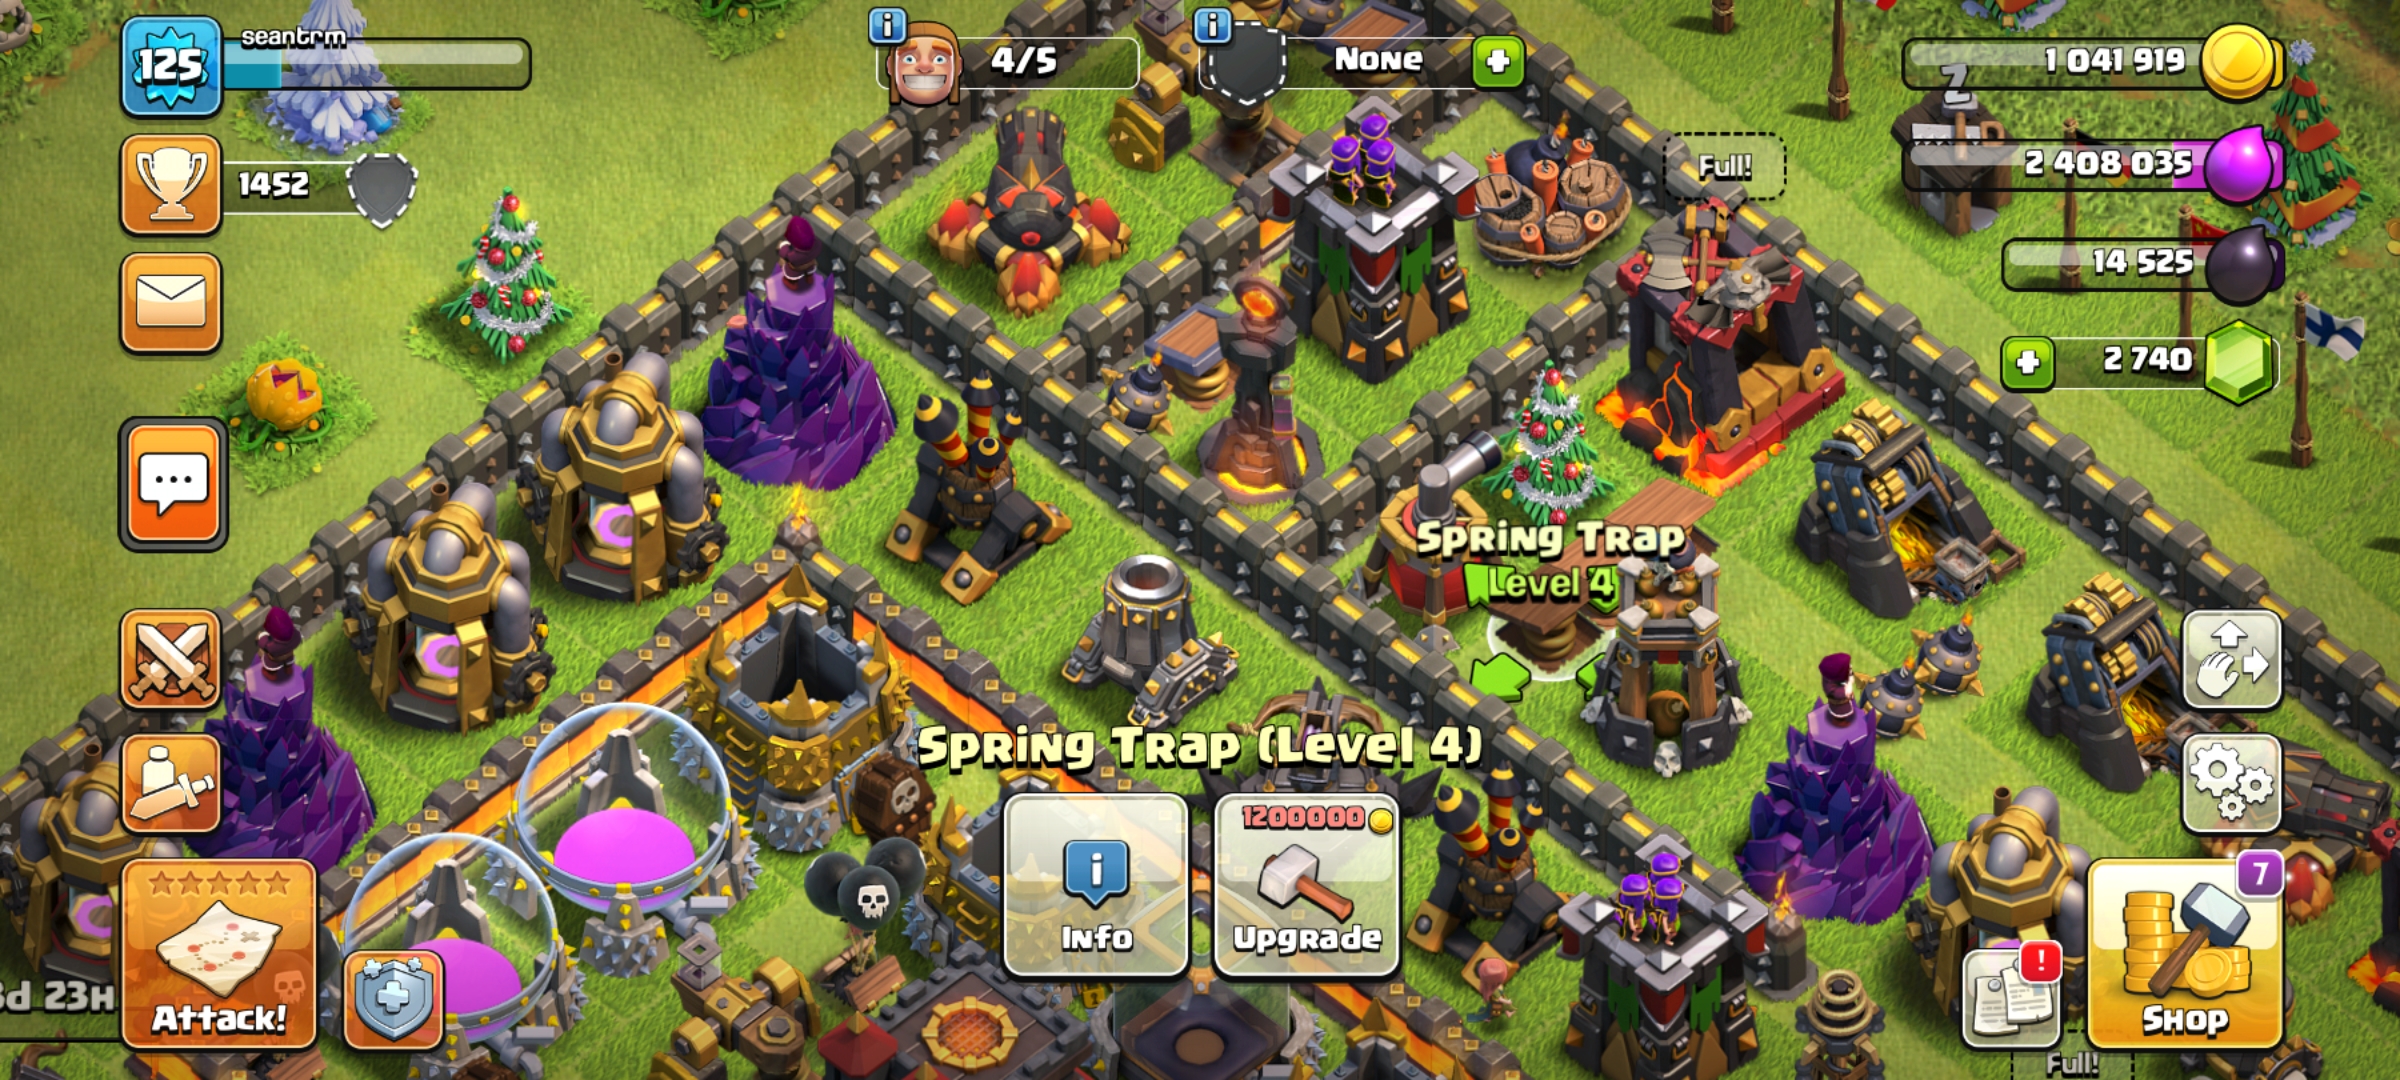 125
seantrm
4/5
None
1 041 919
1452
Full!
2 408 035
14 525
2 740
Z
Spring Trap
Level 4
Spring Trap (Level 4)
1200000
Info
Upgrade
7
3d 23H
Attack!
!
Shop
Full!